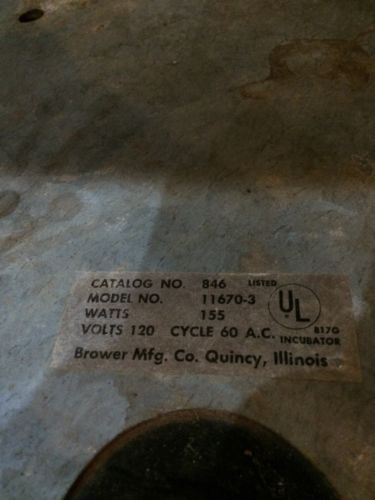 CATALOG NO. 846 LISTED
MODEL NO. 11670-3 UL
WATTS 155 817G
VOLTS 120 CYCLE 60 A.C. INCUBATOR
Brower Mfg. Co. Quincy, Illinois